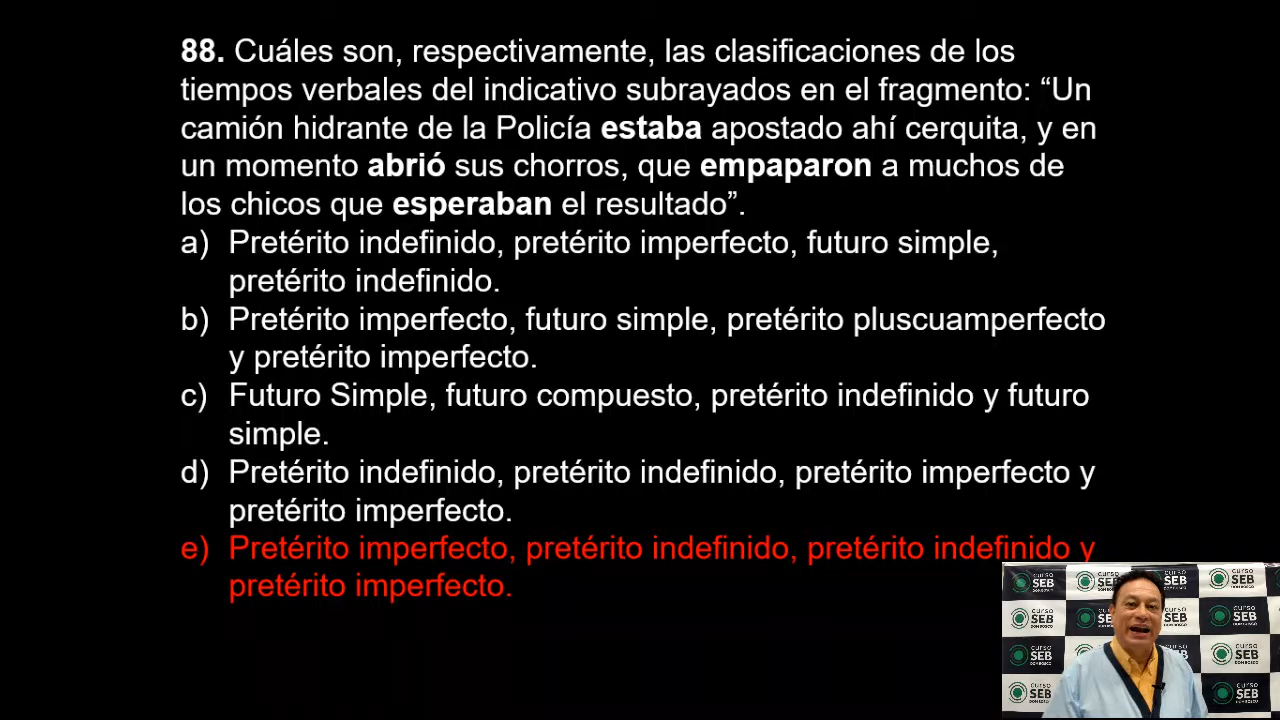 88. Cuáles son, respectivamente, las clasificaciones de los
tiempos verbales del indicativo subrayados en el fragmento: “Un
camión hidrante de la Policía estaba apostado ahí cerquita, y en
un momento abrió sus chorros, que empaparon a muchos de
los chicos que esperaban el resultado”.
a) Pretérito indefinido, pretérito imperfecto, futuro simple,
pretérito indefinido.
b) Pretérito imperfecto, futuro simple, pretérito pluscuamperfecto
y pretérito imperfecto.
c) Futuro Simple, futuro compuesto, pretérito indefinido y futuro
simple.
d) Pretérito indefinido, pretérito indefinido, pretérito imperfecto y
pretérito imperfecto.
e) Pretérito imperfecto, pretérito indefinido, pretérito indefinido y
pretérito imperfecto.
curso
SEB
DOM BOSCO